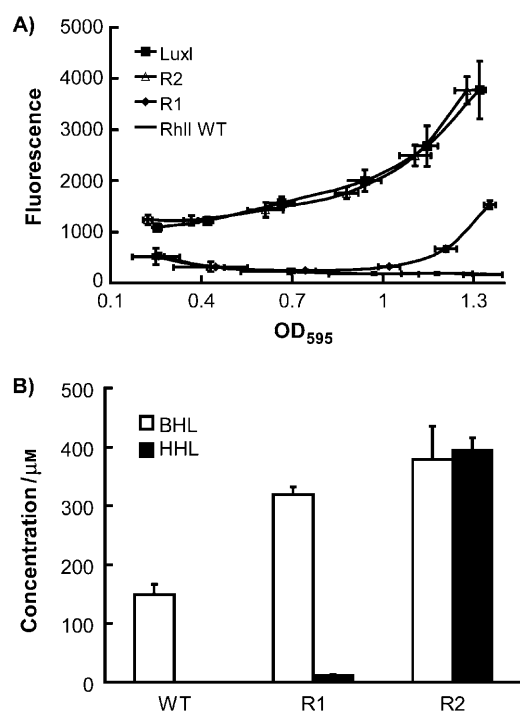 A)
LuxI
R2
R1
RhlI WT
Fluorescence
5000
4000
3000
2000
1000
0
0.1 0.4 0.7 1 1.3
OD595
B)
BHL
HHL
Concentration /µM
500
400
300
200
100
0
WT R1 R2